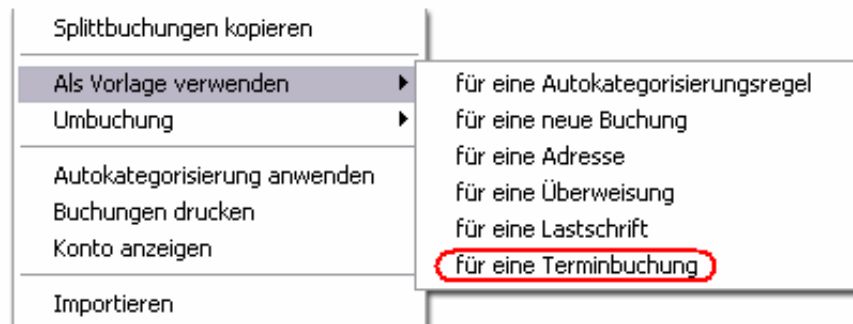 Splittbuchungen kopieren
Als Vorlage verwenden
Umbuchung
Autokategorisierung anwenden
Buchungen drucken
Konto anzeigen
Importieren
für eine Autokategorisierungsregel
für eine neue Buchung
für eine Adresse
für eine Überweisung
für eine Lastschrift
für eine Terminbuchung